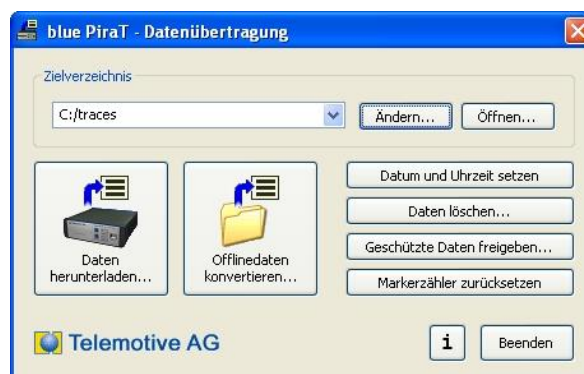 blue PiraT - Datenübertragung
Zielverzeichnis
C:/traces
Ändern...
Öffnen...
Daten
herunterladen...
Offlinedaten
konvertieren...
Datum und Uhrzeit setzen
Daten löschen...
Geschützte Daten freigeben...
Markerzähler zurücksetzen
Telemotive AG
i
Beenden